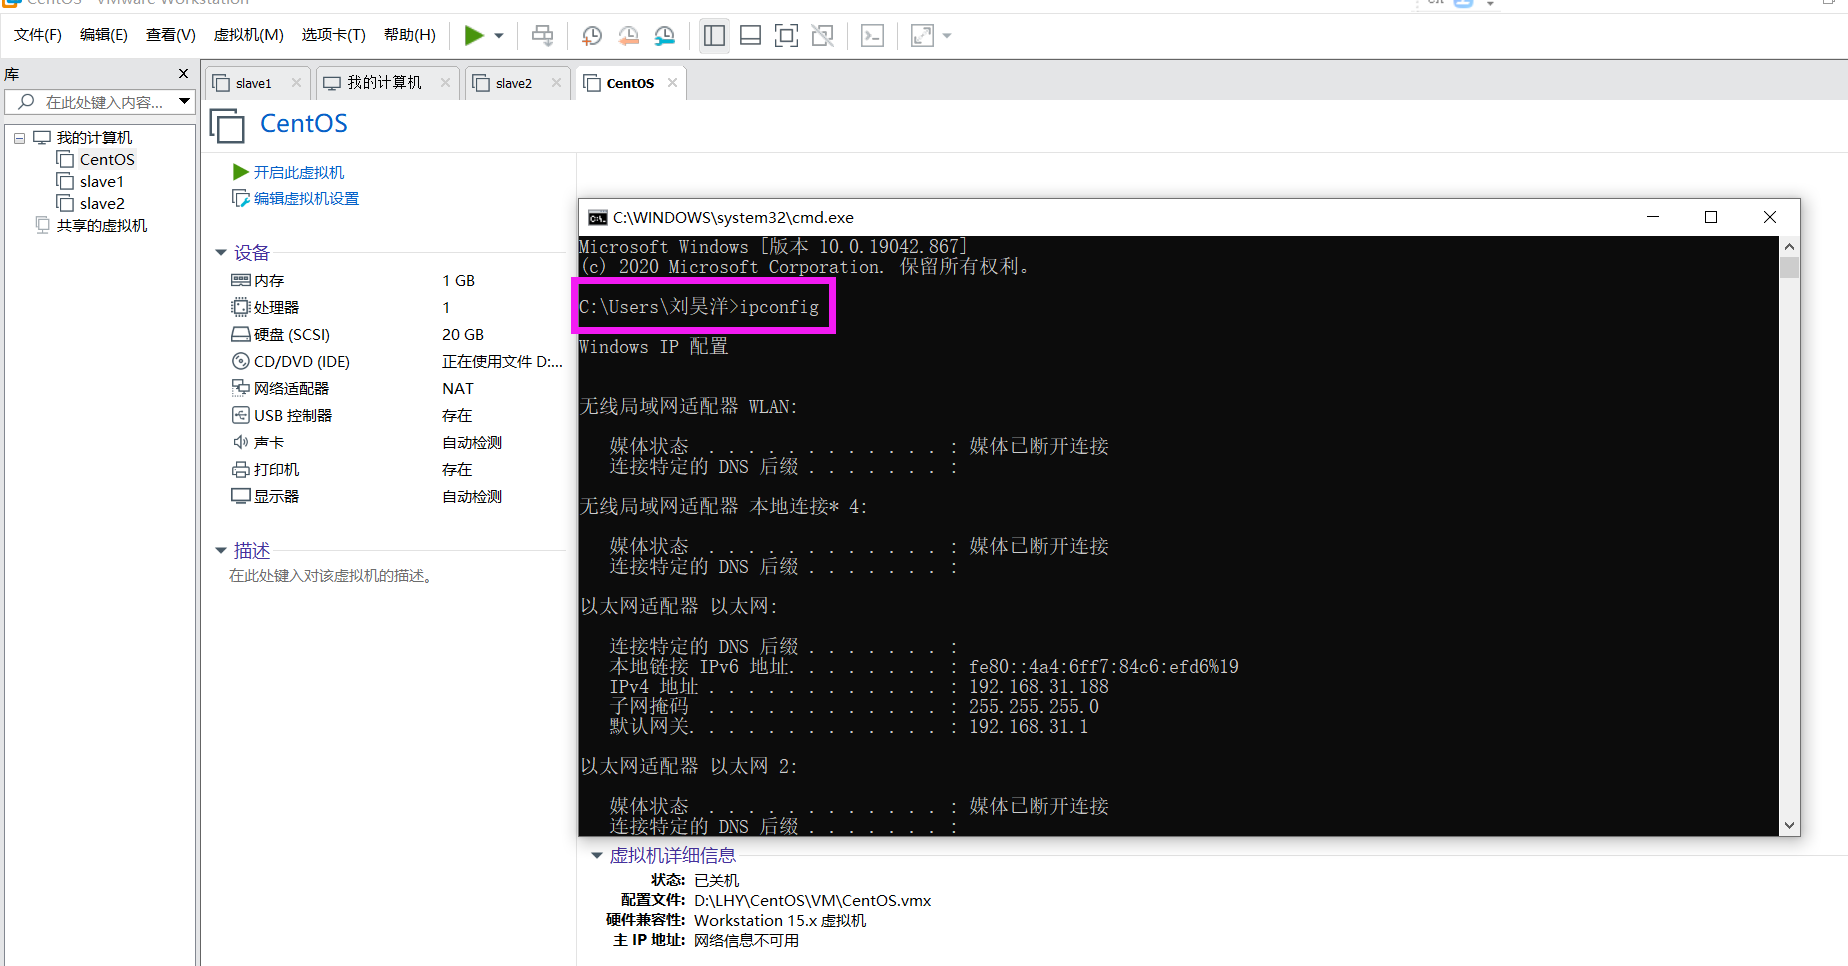 CentOS - VMware Workstation
文件(F) 编辑(E) 查看(V) 虚拟机(M) 选项卡(T) 帮助(H)
库
在此处键入内容...
我的计算机
CentOS
slave1
slave2
共享的虚拟机
slave1 我的计算机 slave2 CentOS
CentOS
开启此虚拟机
编辑虚拟机设置
设备
内存 1 GB
处理器 1
硬盘 (SCSI) 20 GB
CD/DVD (IDE) 正在使用文件 D:...
网络适配器 NAT
USB 控制器 存在
声卡 自动检测
打印机 存在
显示器 自动检测
描述
在此处键入对该虚拟机的描述。
C:\WINDOWS\system32\cmd.exe
Microsoft Windows [版本 10.0.19042.867]
(c) 2020 Microsoft Corporation. 保留所有权利。
C:\Users\刘昊洋>ipconfig
Windows IP 配置
无线局域网适配器 WLAN:
媒体状态 . . . . . . . . . . . . : 媒体已断开连接
连接特定的 DNS 后缀 . . . . . . . :
无线局域网适配器 本地连接* 4:
媒体状态 . . . . . . . . . . . . : 媒体已断开连接
连接特定的 DNS 后缀 . . . . . . . :
以太网适配器 以太网:
连接特定的 DNS 后缀 . . . . . . . :
本地链接 IPv6 地址. . . . . . . . : fe80::4a4:6ff7:84c6:efd6%19
IPv4 地址 . . . . . . . . . . . . : 192.168.31.188
子网掩码 . . . . . . . . . . . . : 255.255.255.0
默认网关. . . . . . . . . . . . . : 192.168.31.1
以太网适配器 以太网 2:
媒体状态 . . . . . . . . . . . . : 媒体已断开连接
连接特定的 DNS 后缀 . . . . . . . :
虚拟机详细信息
状态: 已关机
配置文件: D:\LHY\CentOS\VM\CentOS.vmx
硬件兼容性: Workstation 15.x 虚拟机
主 IP 地址: 网络信息不可用